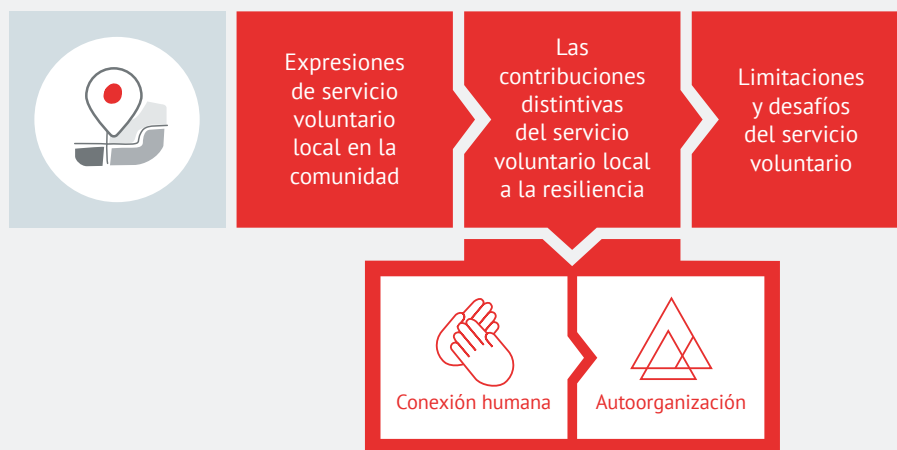 Expresiones
de servicio
voluntario
local en la
comunidad
Las
contribuciones
distintivas
del servicio
voluntario local
a la resiliencia
Limitaciones
y desafíos
del servicio
voluntario
Conexión humana
Autoorganización